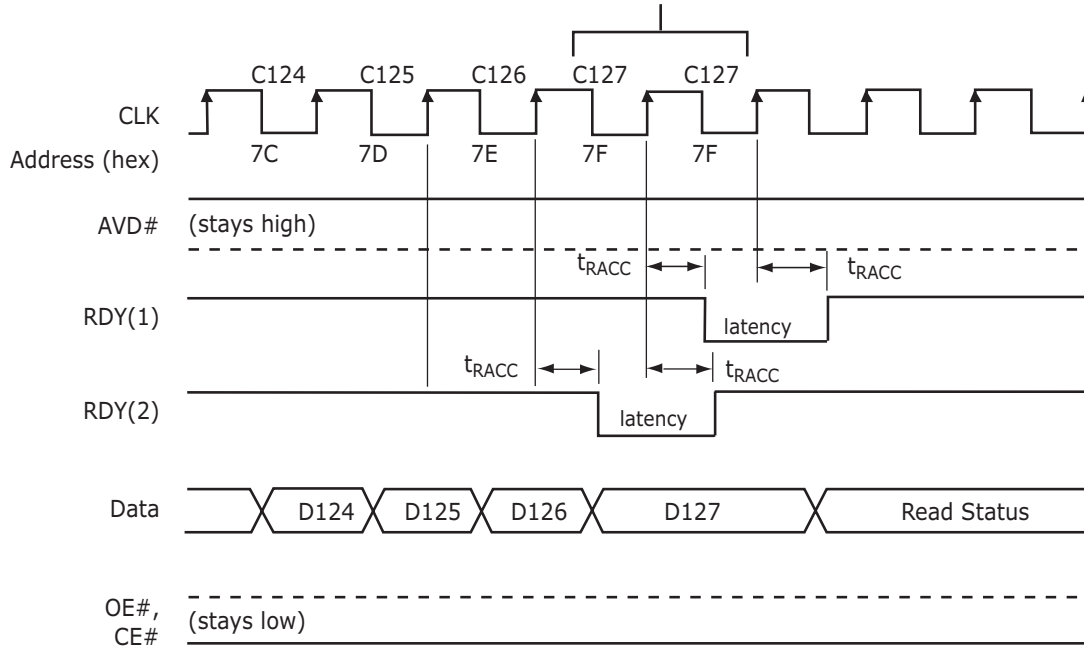 C124 C125 C126 C127 C127
CLK
Address (hex) 7C 7D 7E 7F 7F
AVD# (stays high)
tRACC tRACC
RDY(1) latency
tRACC tRACC
RDY(2) latency
Data D124 D125 D126 D127 Read Status
OE#,
CE# (stays low)